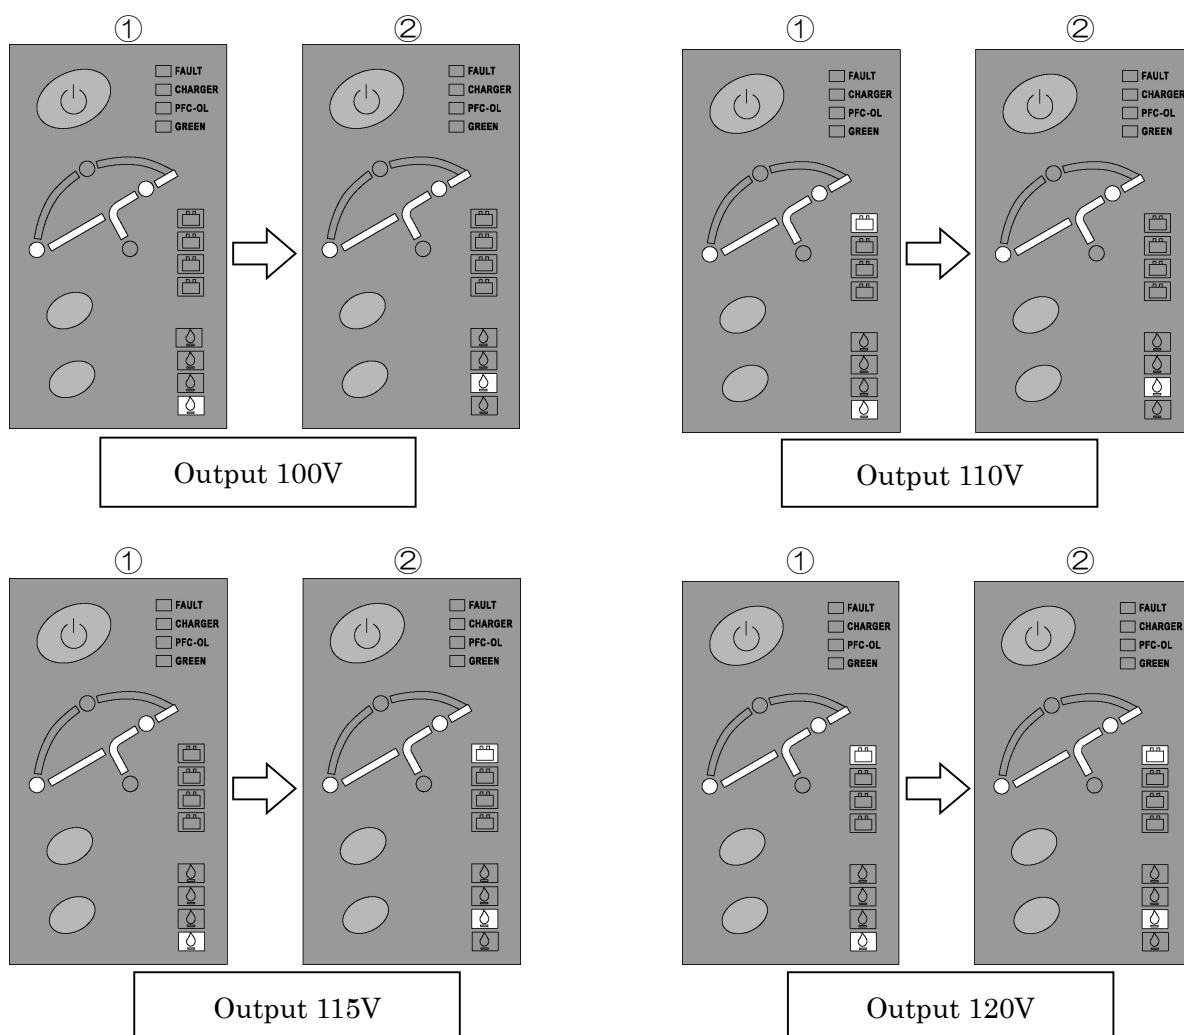 ① ②
FAULT
CHARGER
PFC-OL
GREEN
FAULT
CHARGER
PFC-OL
GREEN
Output 100V
① ②
FAULT
CHARGER
PFC-OL
GREEN
FAULT
CHARGER
PFC-OL
GREEN
Output 110V
① ②
FAULT
CHARGER
PFC-OL
GREEN
FAULT
CHARGER
PFC-OL
GREEN
Output 115V
① ②
FAULT
CHARGER
PFC-OL
GREEN
FAULT
CHARGER
PFC-OL
GREEN
Output 120V